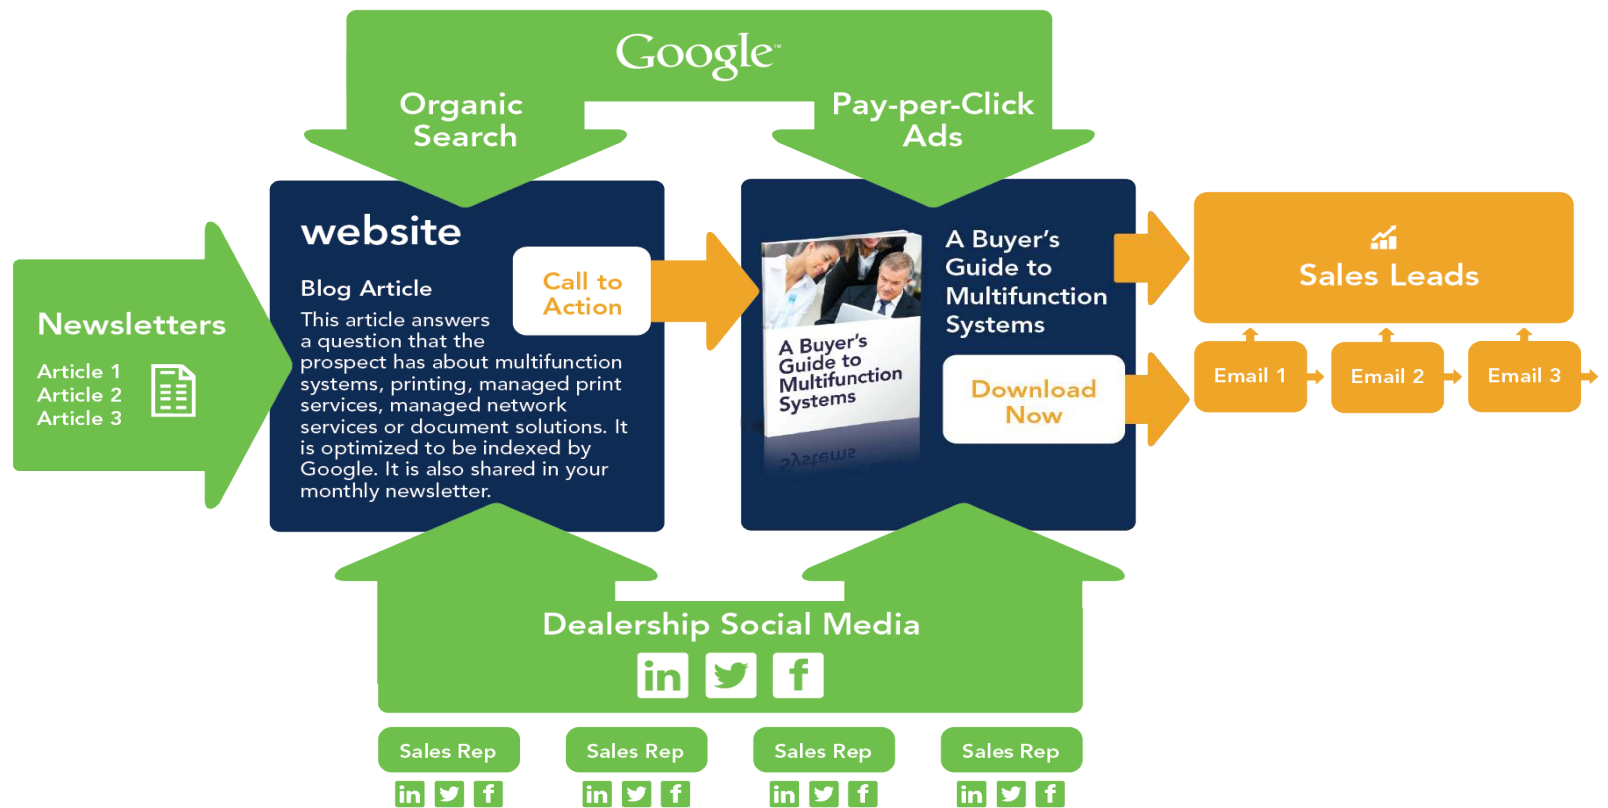 Google™
Organic
Search
Pay-per-Click
Ads
Newsletters
Article 1
Article 2
Article 3
website
Blog Article
This article answers
a question that the
prospect has about multifunction
systems, printing, managed print
services, managed network
services or document solutions. It
is optimized to be indexed by
Google. It is also shared in your
monthly newsletter.
Call to
Action
A Buyer's
Guide to
Multifunction
Systems
A Buyer's
Guide to
Multifunction
Systems
Systems
Download
Now
Sales Leads
Email 1
Email 2
Email 3
Dealership Social Media
in
f
Sales Rep
in
f
Sales Rep
in
f
Sales Rep
in
f
Sales Rep
in
f